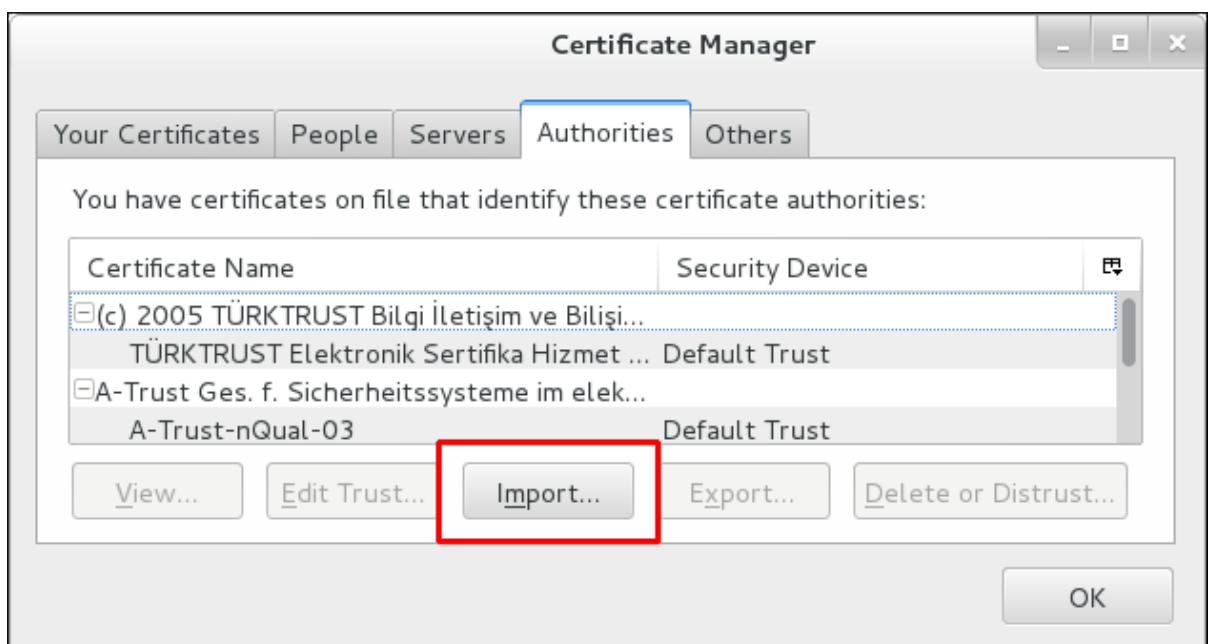 Certificate Manager
Your Certificates People Servers Authorities Others
You have certificates on file that identify these certificate authorities:
Certificate Name Security Device
(c) 2005 TÜRKTRUST Bilgi İletişim ve Bilişi...
TÜRKTRUST Elektronik Sertifika Hizmet ... Default Trust
A-Trust Ges. f. Sicherheitssysteme im elek...
A-Trust-nQual-03 Default Trust
View... Edit Trust... Import... Export... Delete or Distrust...
OK